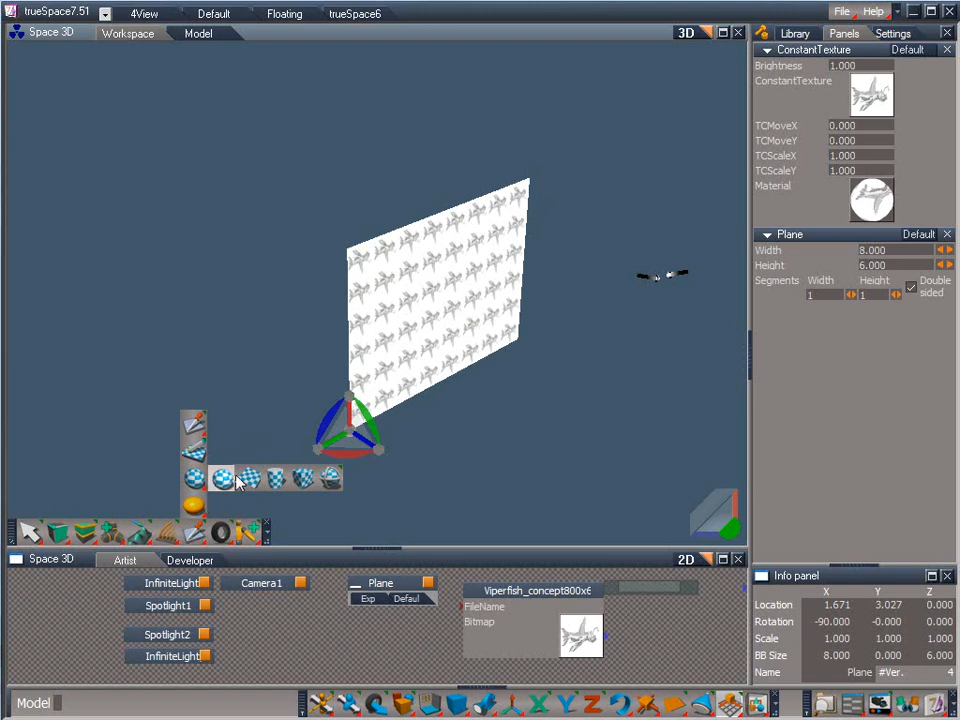 trueSpace7.51 4View Default Floating trueSpace6 File Help
Space 3D Workspace Model 3D
Library Panels Settings
ConstantTexture Default
Brightness 1.000
ConstantTexture
TCMoveX 0.000
TCMoveY 0.000
TCScaleX 1.000
TCScaleY 1.000
Material
Plane Default
Width 8.000
Height 6.000
Segments Width Height Double sided
1 1
Space 3D Artist Developer 2D
InfiniteLight Camera1 Plane
Exp Defaul
Spotlight1
Spotlight2
InfiniteLight
Viperfish_concept800x6
FileName
Bitmap
Info panel
X Y Z
Location 1.671 3.027 0.000
Rotation -90.000 -0.000 0.000
Scale 1.000 1.000 1.000
BB Size 8.000 0.000 6.000
Name Plane #Ver. 4
Model